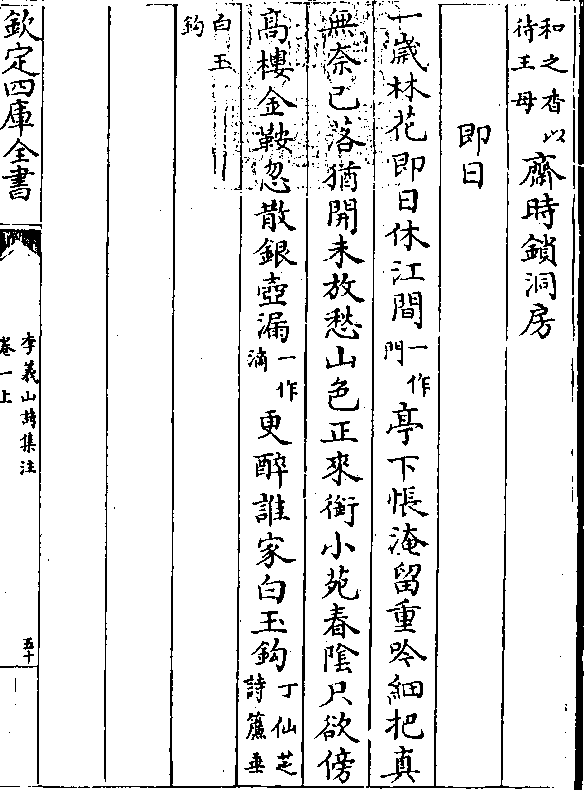 和之香以待王母齋時鎖洞房
即日
一歳林花即日休江間一作門亭下悵淹留重吟細把真
無奈已落猶開未放愁山色正來銜小苑春陰只欲傍
髙樓金鞍忽散銀壺漏一作滴更醉誰家白玉鈎丁仙芝詩簾垂
白玉鈎
欽定四庫全書
李義山詩集注
卷一上
五十